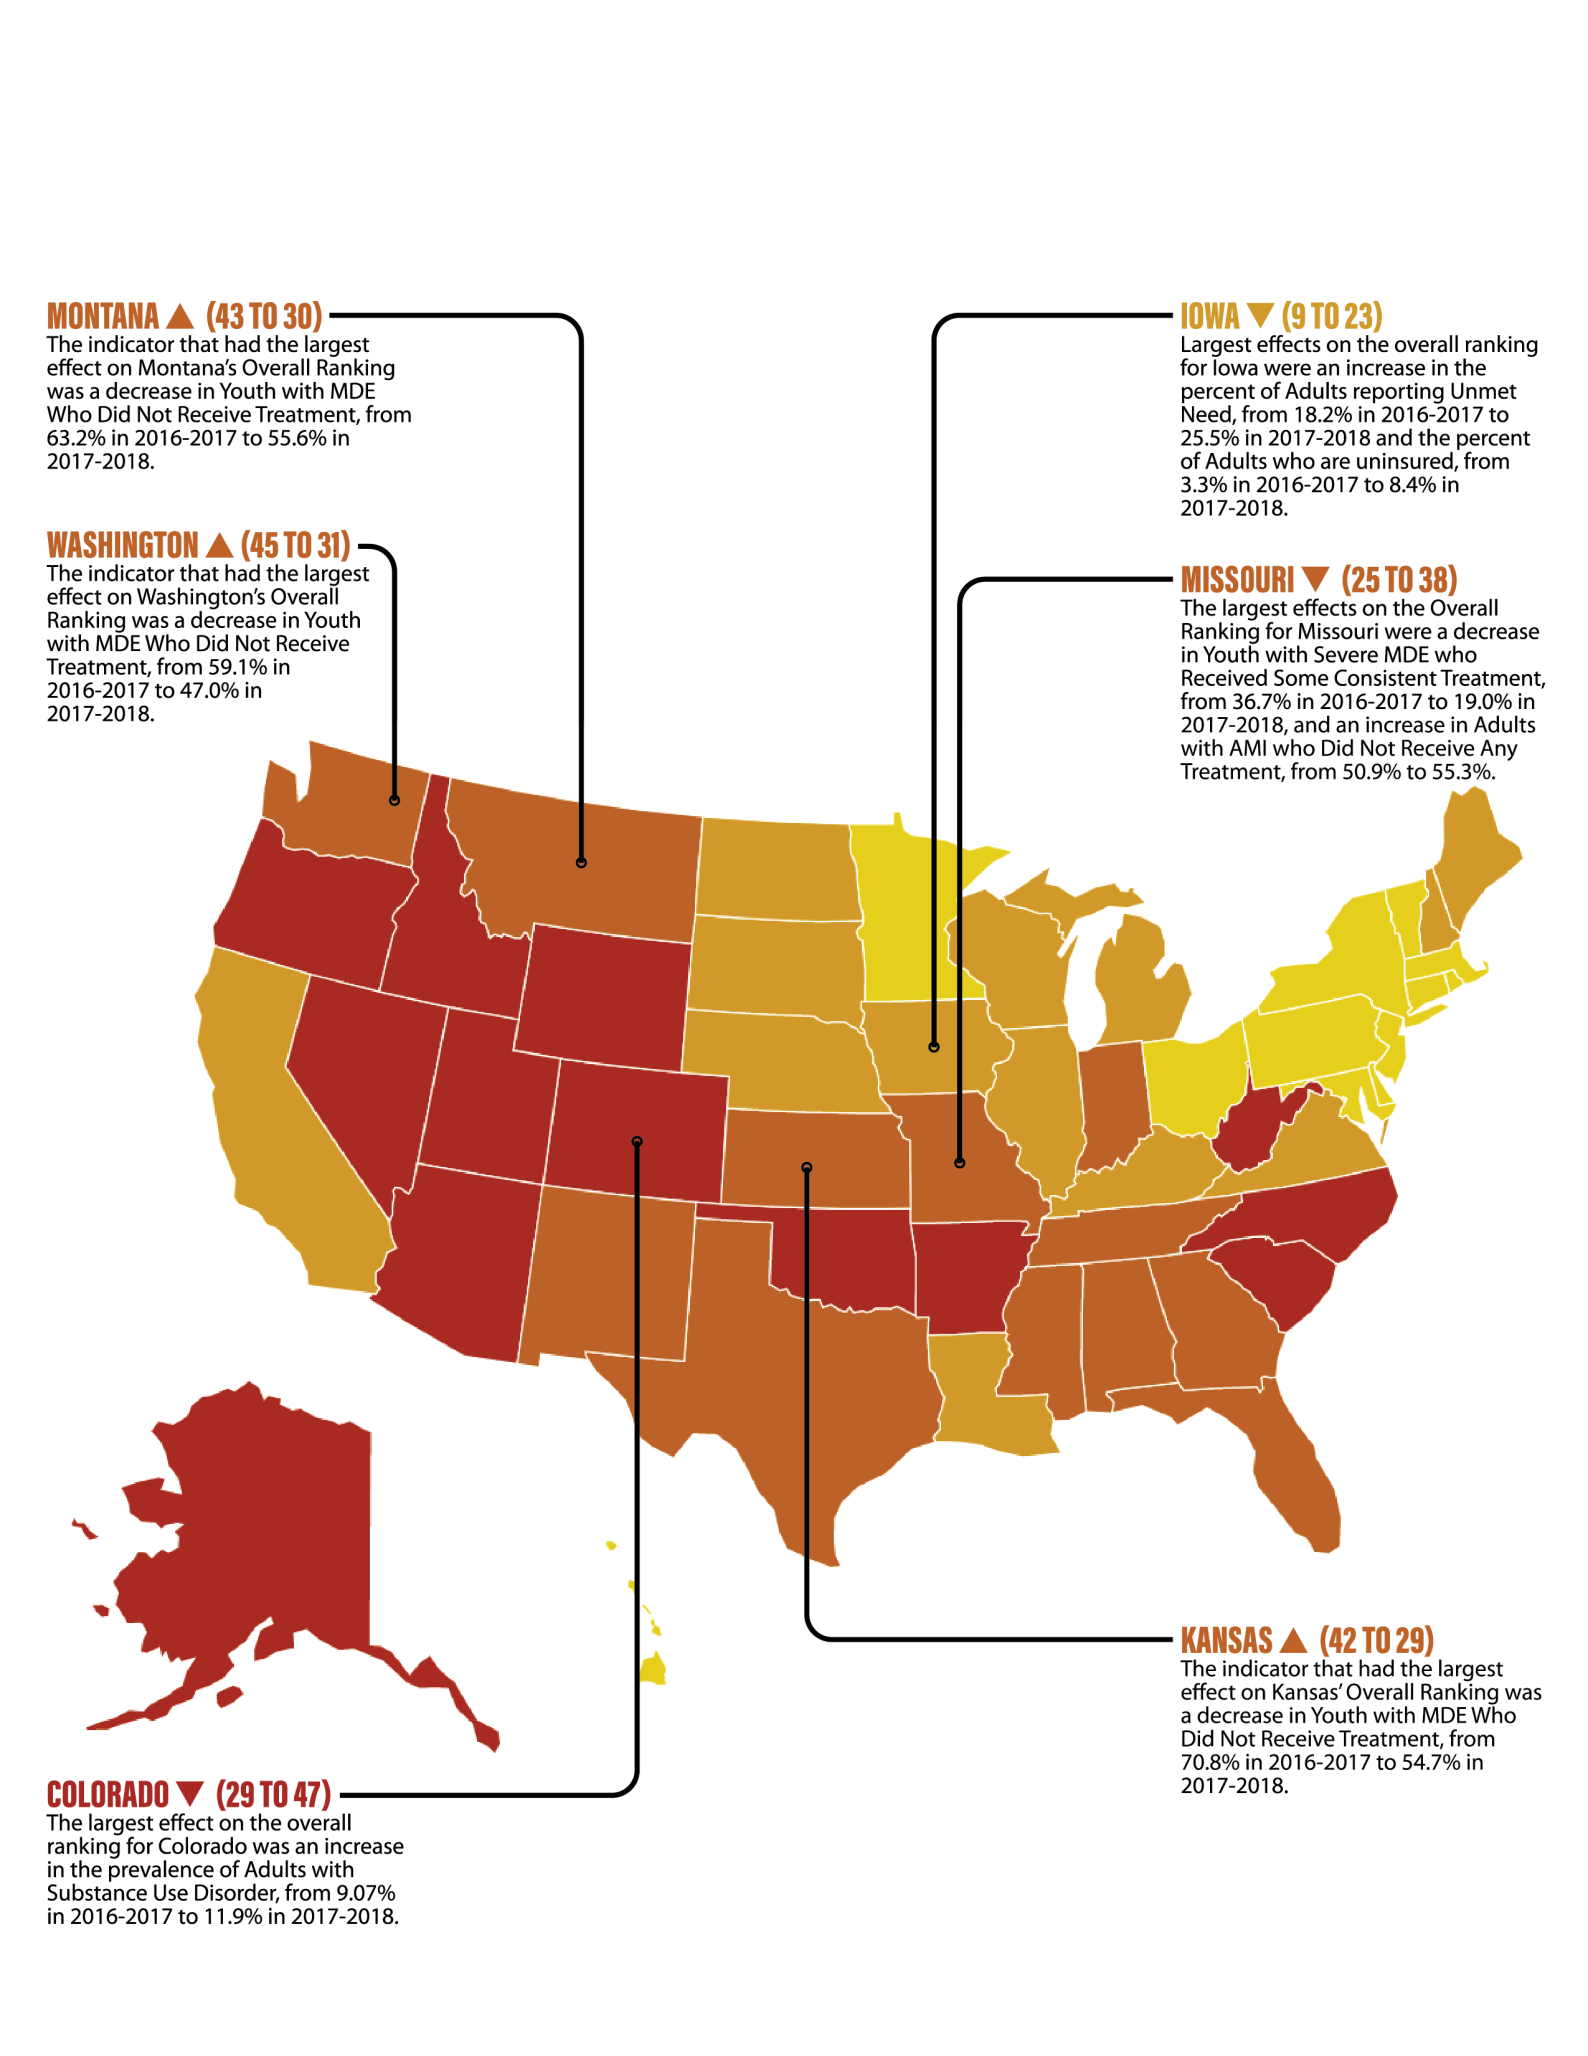 MONTANA ▲ (43 TO 30)
The indicator that had the largest
effect on Montana’s Overall Ranking
was a decrease in Youth with MDE
Who Did Not Receive Treatment, from
63.2% in 2016-2017 to 55.6% in
2017-2018.
WASHINGTON ▲ (45 TO 31)
The indicator that had the largest
effect on Washington’s Overall
Ranking was a decrease in Youth
with MDE Who Did Not Receive
Treatment, from 59.1% in
2016-2017 to 47.0% in
2017-2018.
IOWA ▼ (9 TO 23)
Largest effects on the overall ranking
for Iowa were an increase in the
percent of Adults reporting Unmet
Need, from 18.2% in 2016-2017 to
25.5% in 2017-2018 and the percent
of Adults who are uninsured, from
3.3% in 2016-2017 to 8.4% in
2017-2018.
MISSOURI ▼ (25 TO 38)
The largest effects on the Overall
Ranking for Missouri were a decrease
in Youth with Severe MDE who
Received Some Consistent Treatment,
from 36.7% in 2016-2017 to 19.0% in
2017-2018, and an increase in Adults
with AMI who Did Not Receive Any
Treatment, from 50.9% to 55.3%.
KANSAS ▲ (42 TO 29)
The indicator that had the largest
effect on Kansas’ Overall Ranking was
a decrease in Youth with MDE Who
Did Not Receive Treatment, from
70.8% in 2016-2017 to 54.7% in
2017-2018.
COLORADO ▼ (29 TO 47)
The largest effect on the overall
ranking for Colorado was an increase
in the prevalence of Adults with
Substance Use Disorder, from 9.07%
in 2016-2017 to 11.9% in 2017-2018.